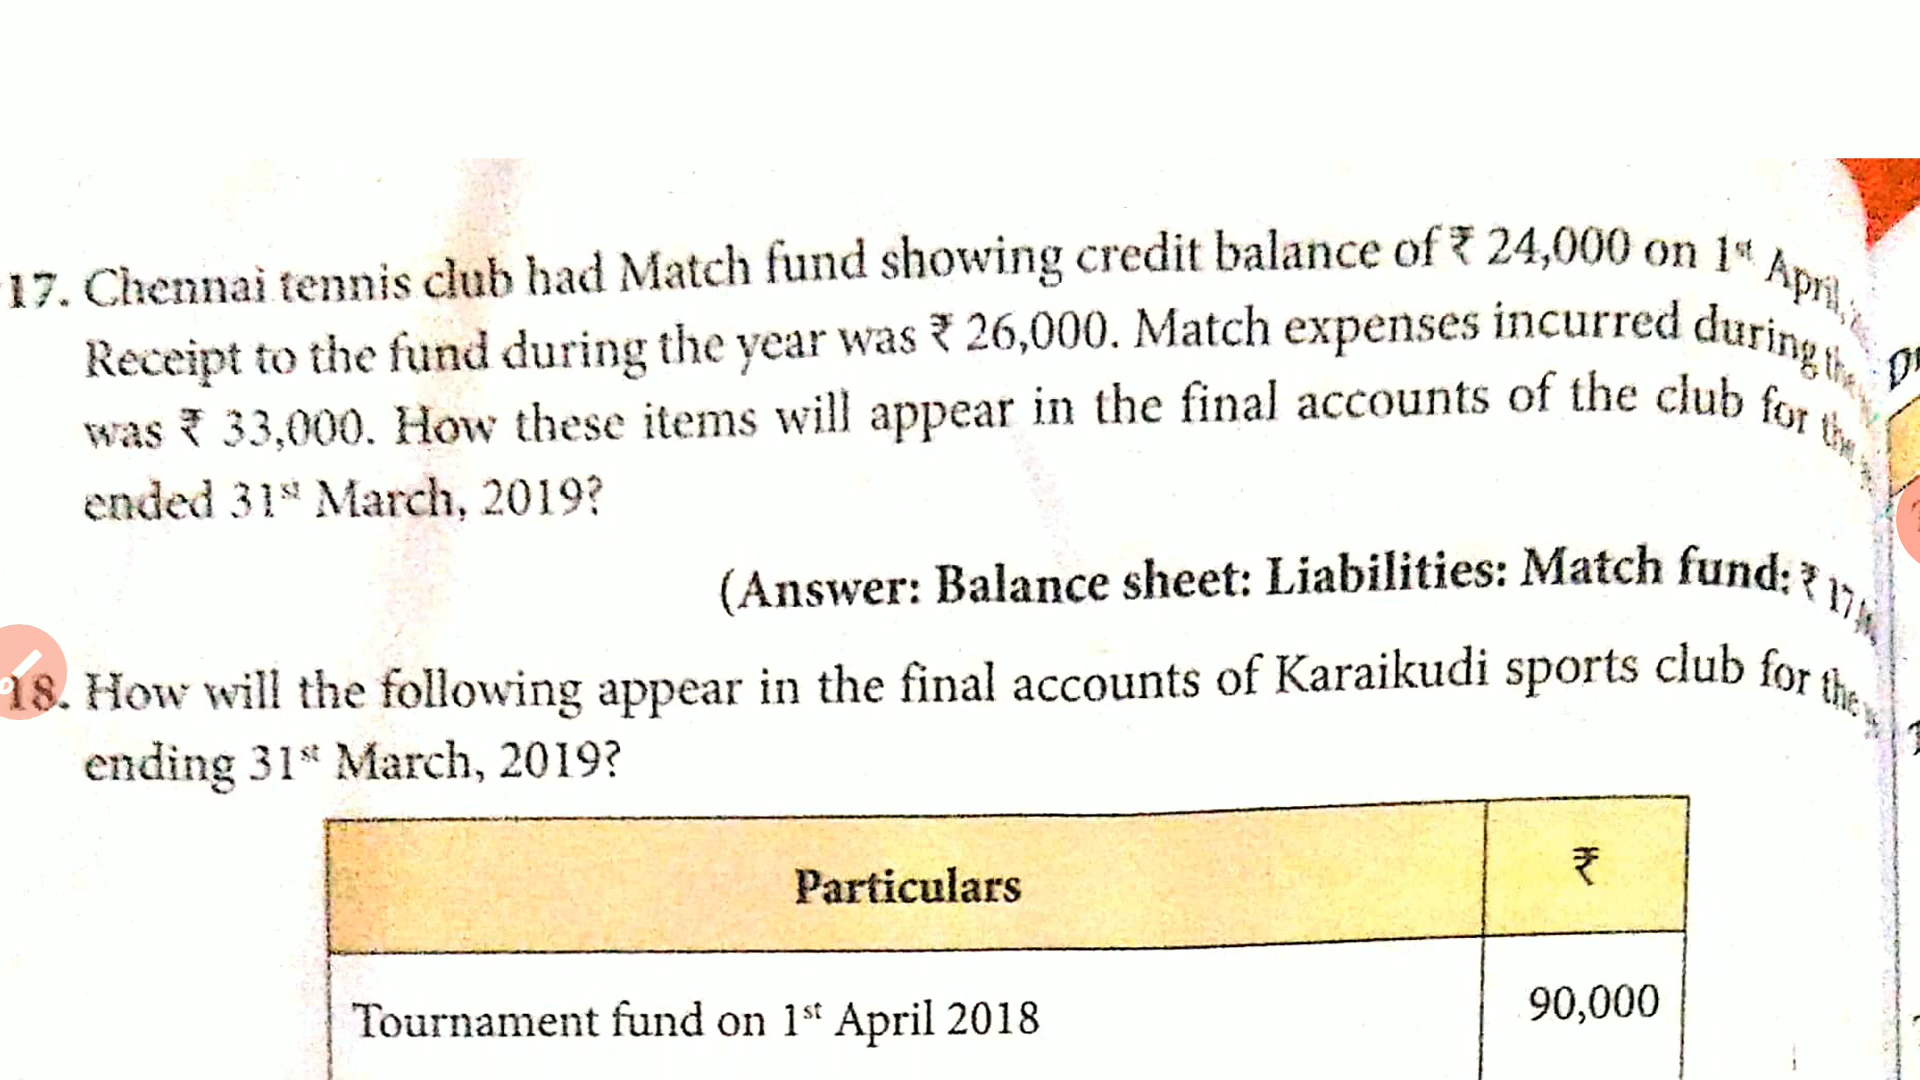 17. Chennai tennis club had Match fund showing credit balance of ₹ 24,000 on 1st April,
Receipt to the fund during the year was ₹ 26,000. Match expenses incurred during the
was ₹ 33,000. How these items will appear in the final accounts of the club for the
ended 31st March, 2019?
(Answer: Balance sheet: Liabilities: Match fund: ₹ 17
18. How will the following appear in the final accounts of Karaikudi sports club for the
ending 31st March, 2019?
Particulars ₹
Tournament fund on 1st April 2018 90,000